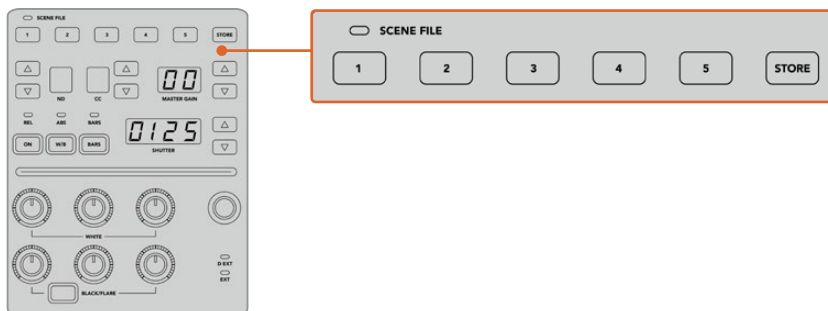 SCENE FILE
1 2 3 4 5 STORE
ND CC MASTER GAIN
00
REL ABS BARS
ON W/B BARS
0125
SHUTTER
WHITE
D-EXT
EXT
BLACK/FLARE
SCENE FILE
1 2 3 4 5 STORE